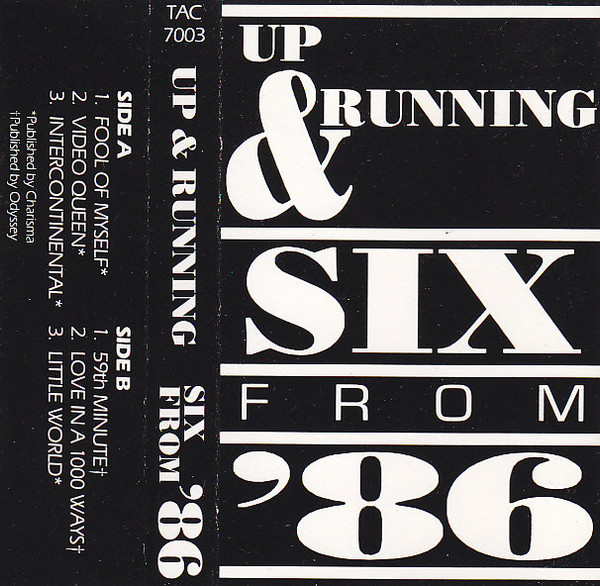 UP
& RUNNING
SIX
FROM
'86
TAC
7003
UP & RUNNING
SIX
FROM '86
SIDE A
1. FOOL OF MYSELF*
2. VIDEO QUEEN*
3. INTERCONTINENTAL*
SIDE B
1. 59th MINUTE†
2. LOVE IN A 1000 WAYS†
3. LITTLE WORLD*
*Published by Charisma
†Published by Odyssey